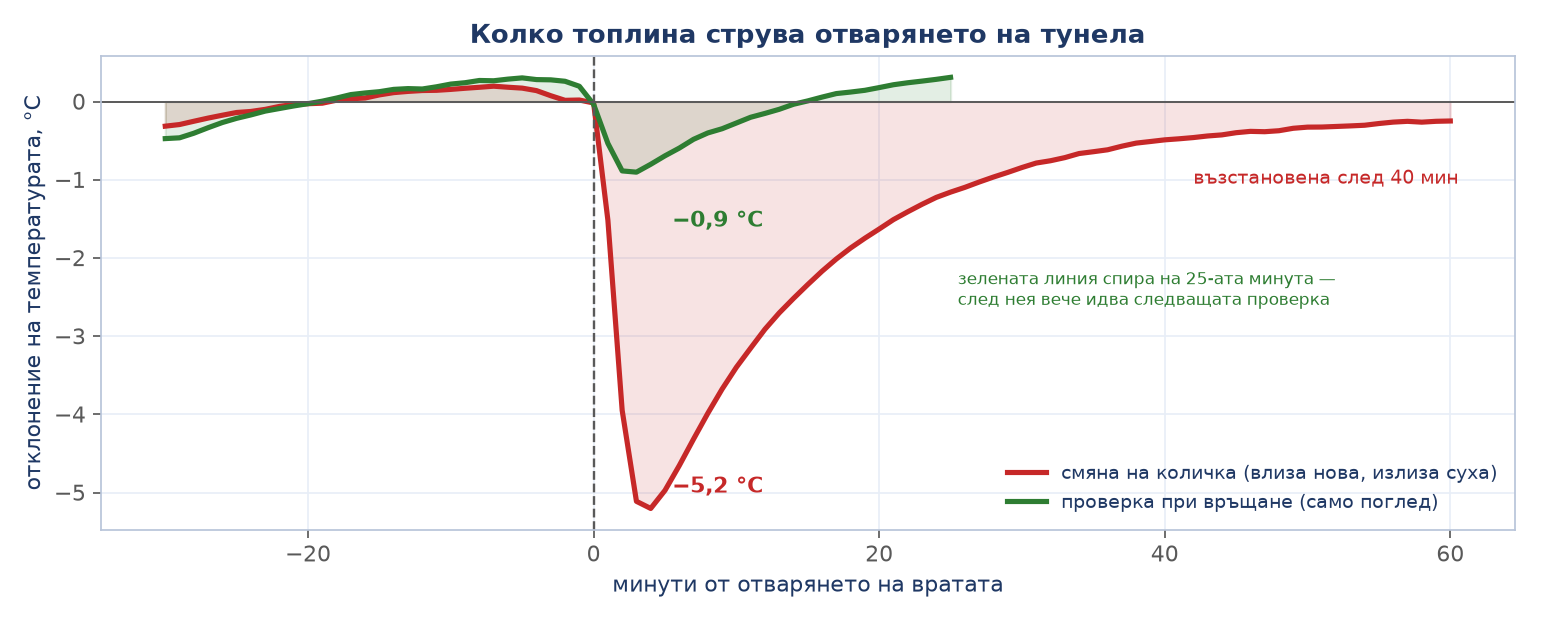 Колко топлина струва отварянето на тунела
отклонение на температурата, °C
0
−1
−2
−3
−4
−5
−0,9 °C
−5,2 °C
възстановена след 40 мин
зелената линия спира на 25-ата минута —
след нея вече идва следващата проверка
смяна на количка (влиза нова, излиза суха)
проверка при връщане (само поглед)
−20
0
20
40
60
минути от отварянето на вратата